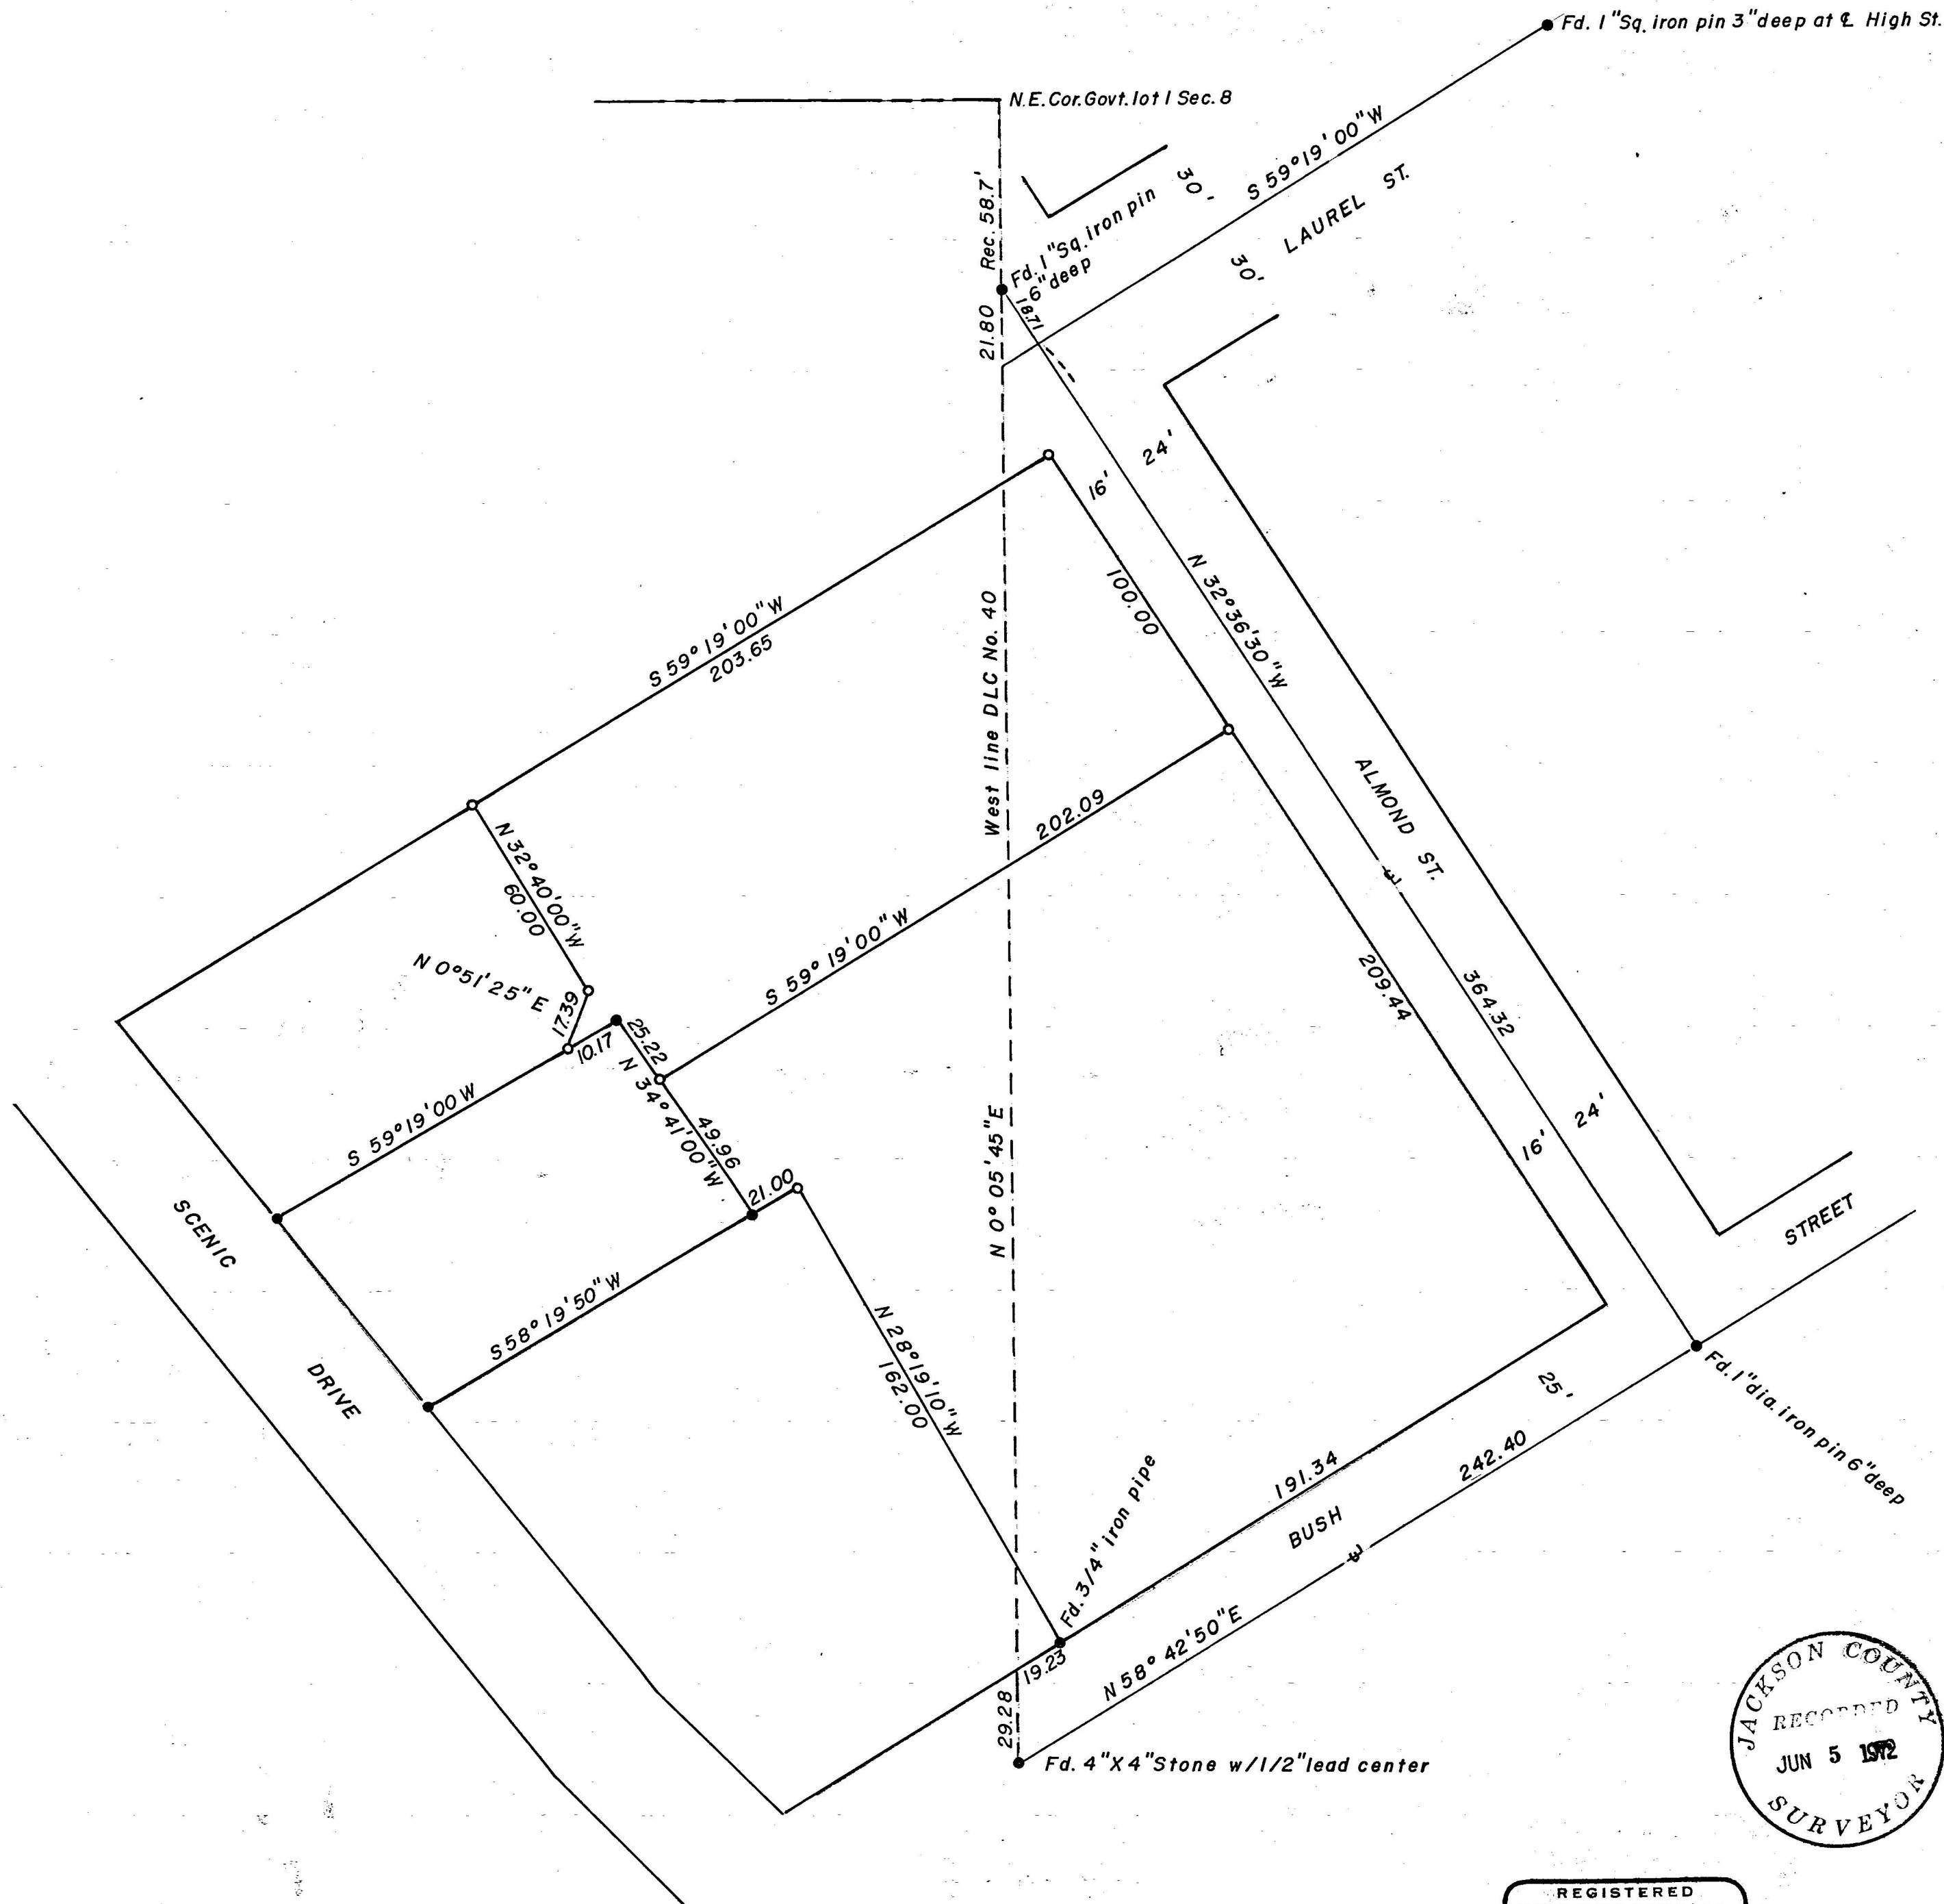 Fd. 1"Sq. iron pin 3"deep at ℄ High St.
N.E.Cor.Govt.lot 1 Sec.8
S 59°19'00"W
LAUREL ST.
30'
30'
Rec. 58.7'
Fd. 1"Sq. iron pin
6"deep
18.71
21.80
24'
16'
100.00
N 32°36'30"W
S 59°19'00"W
203.65
West line DLC No. 40
202.09
S 59°19'00"W
ALMOND ST.
℄
N 32°40'00"W
60.00
N 0°51'25"E
17.39
10.17
25.22
N 34°41'00"W
49.96
21.00
209.44
364.32
S 59°19'00 W
N 0°05'45"E
24'
16'
SCENIC
DRIVE
STREET
S58°19'50"W
N 28°19'10"W
162.00
25'
Fd. 1"dia. iron pin 6"deep
191.34
242.40
BUSH
℄
Fd. 3/4" iron pipe
19.23
N 58°42'50"E
29.28
Fd. 4"X4"Stone w/1/2"lead center
JACKSON COUNTY
RECORDED
JUN 5 1972
SURVEYOR
REGISTERED